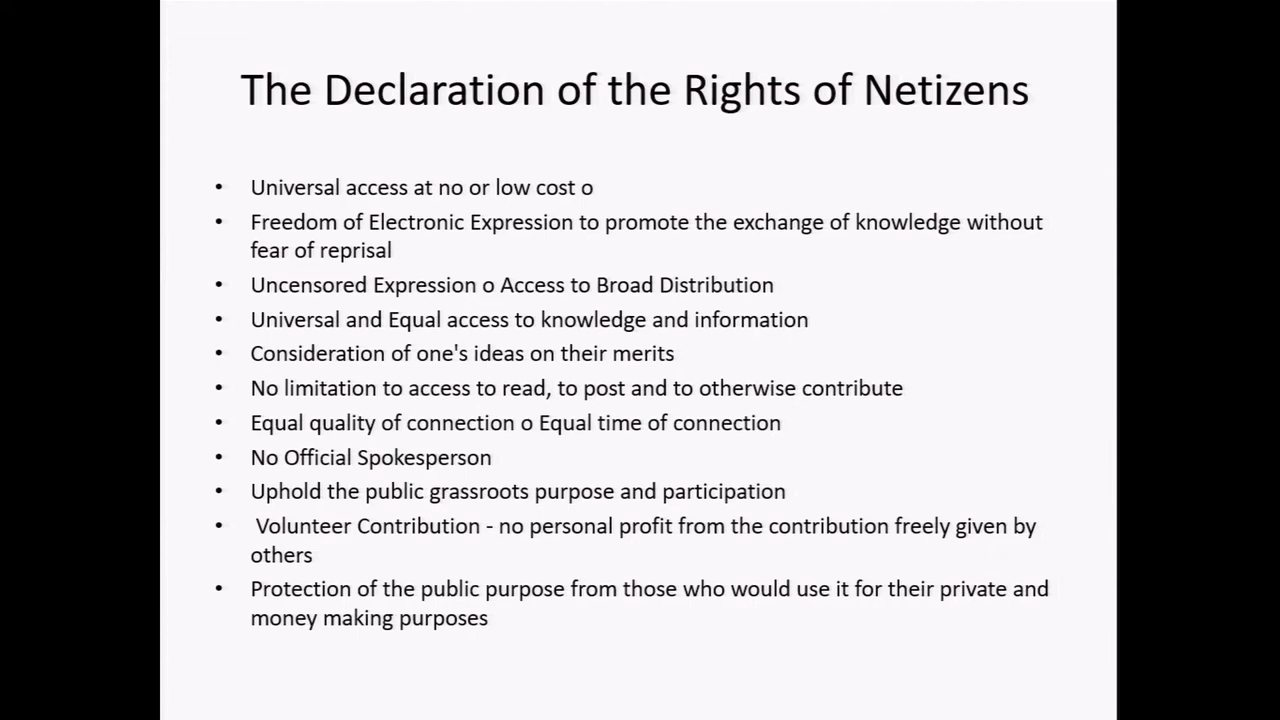 The Declaration of the Rights of Netizens
• Universal access at no or low cost o
• Freedom of Electronic Expression to promote the exchange of knowledge without
fear of reprisal
• Uncensored Expression o Access to Broad Distribution
• Universal and Equal access to knowledge and information
• Consideration of one's ideas on their merits
• No limitation to access to read, to post and to otherwise contribute
• Equal quality of connection o Equal time of connection
• No Official Spokesperson
• Uphold the public grassroots purpose and participation
• Volunteer Contribution - no personal profit from the contribution freely given by
others
• Protection of the public purpose from those who would use it for their private and
money making purposes